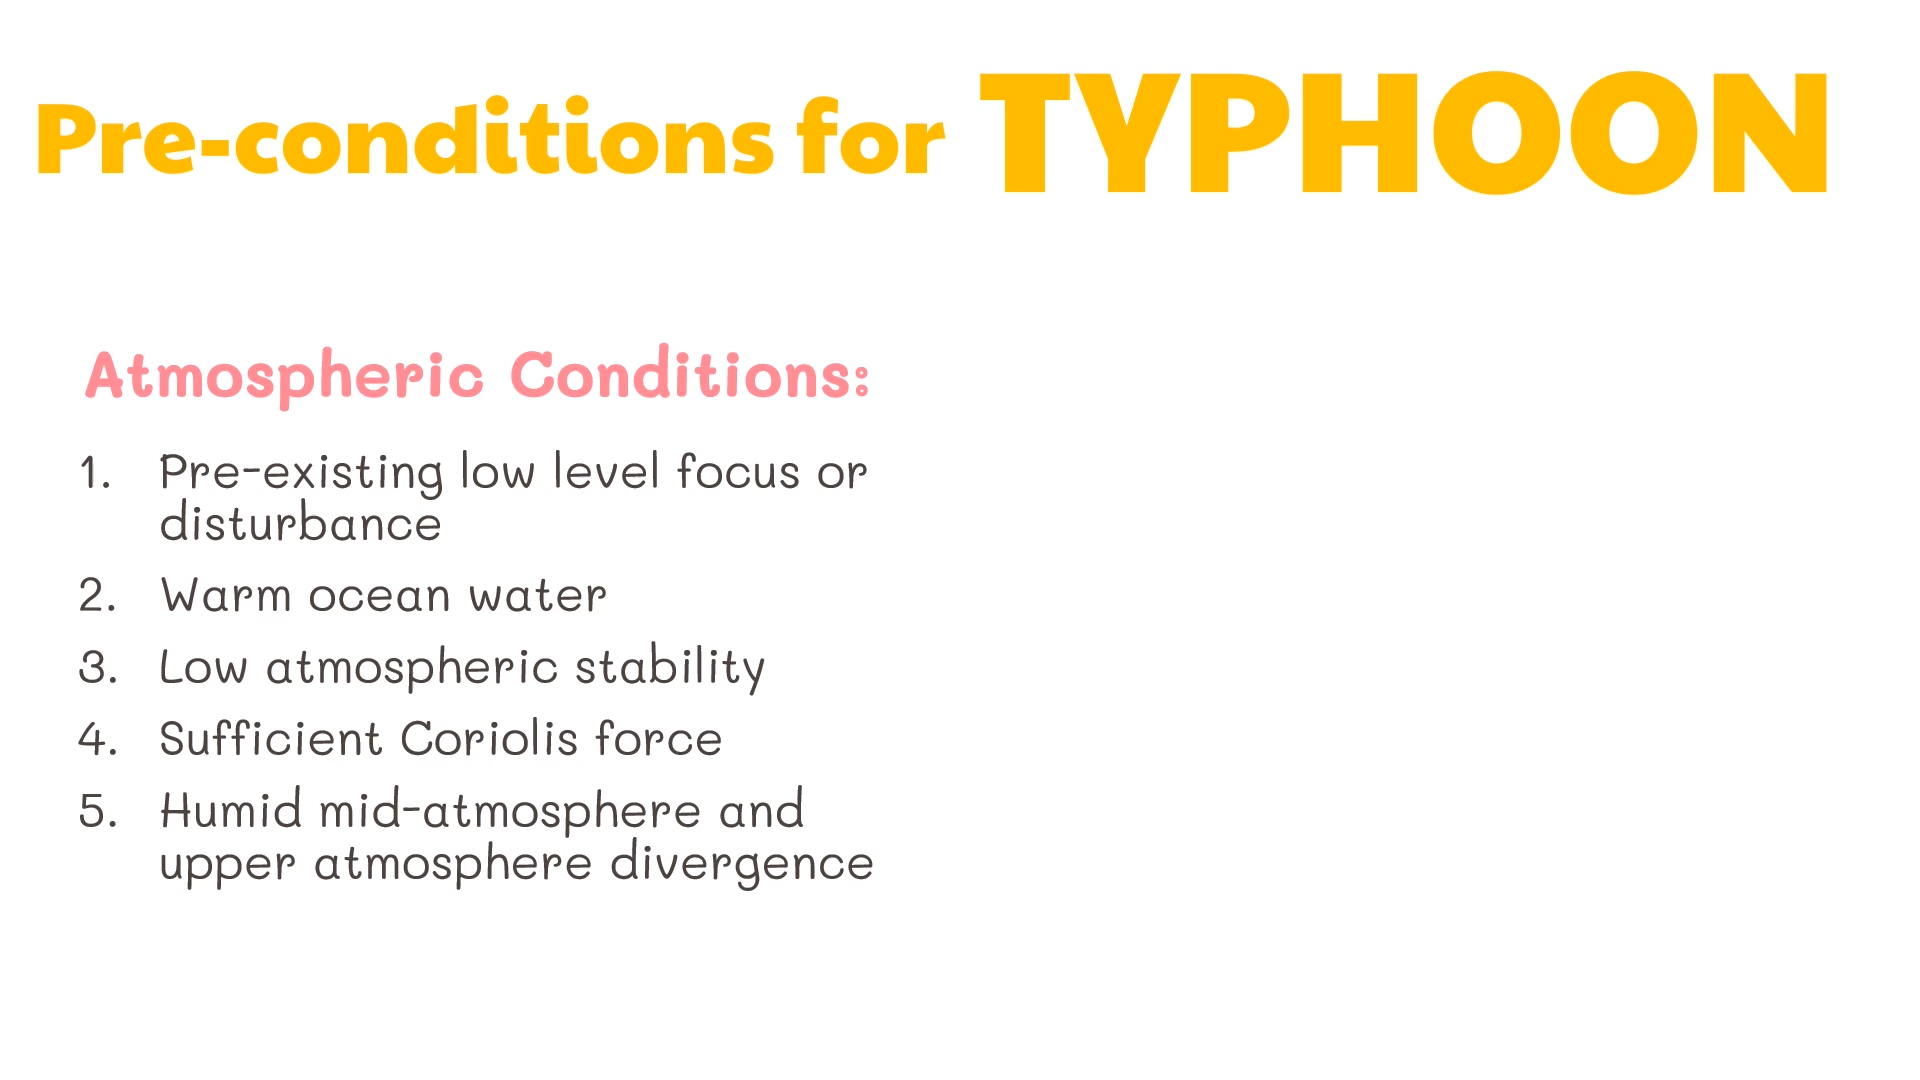 Pre-conditions for TYPHOON
Atmospheric Conditions:
1. Pre-existing low level focus or
disturbance
2. Warm ocean water
3. Low atmospheric stability
4. Sufficient Coriolis force
5. Humid mid-atmosphere and
upper atmosphere divergence